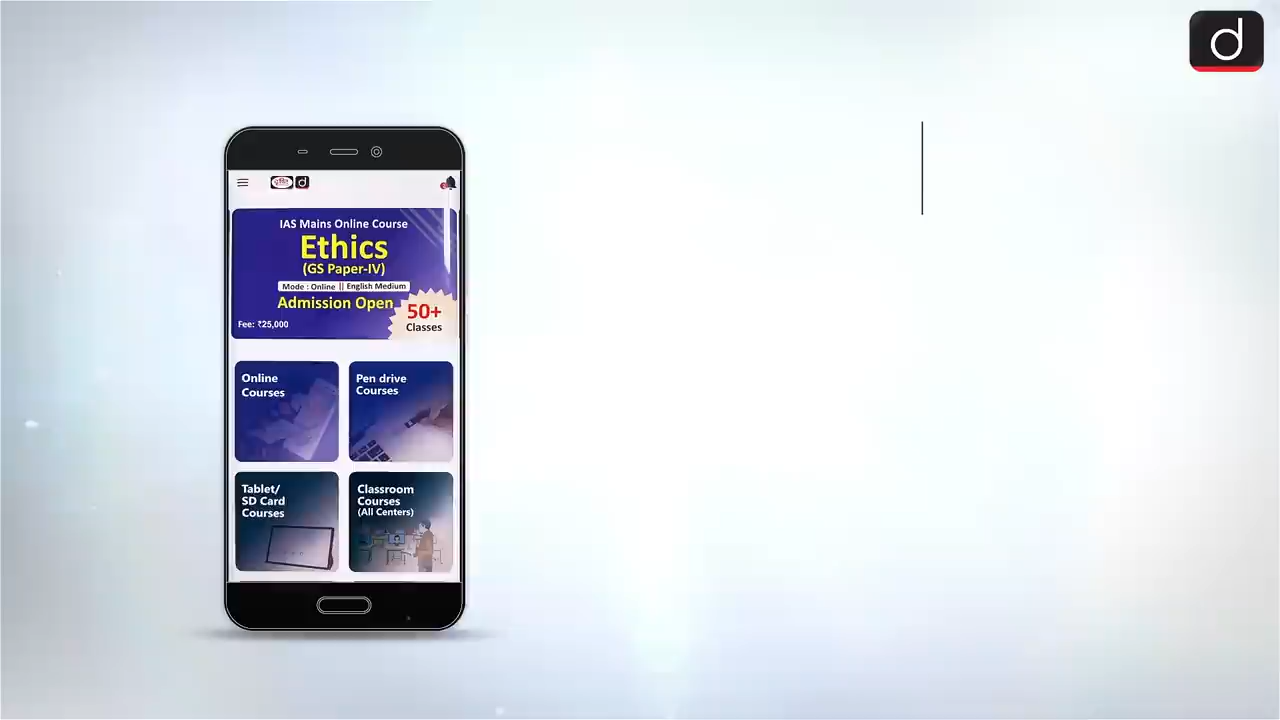 d
d
IAS Mains Online Course
Ethics
(GS Paper-IV)
Mode : Online || English Medium
Admission Open
50+
Classes
Fee: ₹25,000
Online
Courses
Pen drive
Courses
Tablet/
SD Card
Courses
Classroom
Courses
(All Centers)